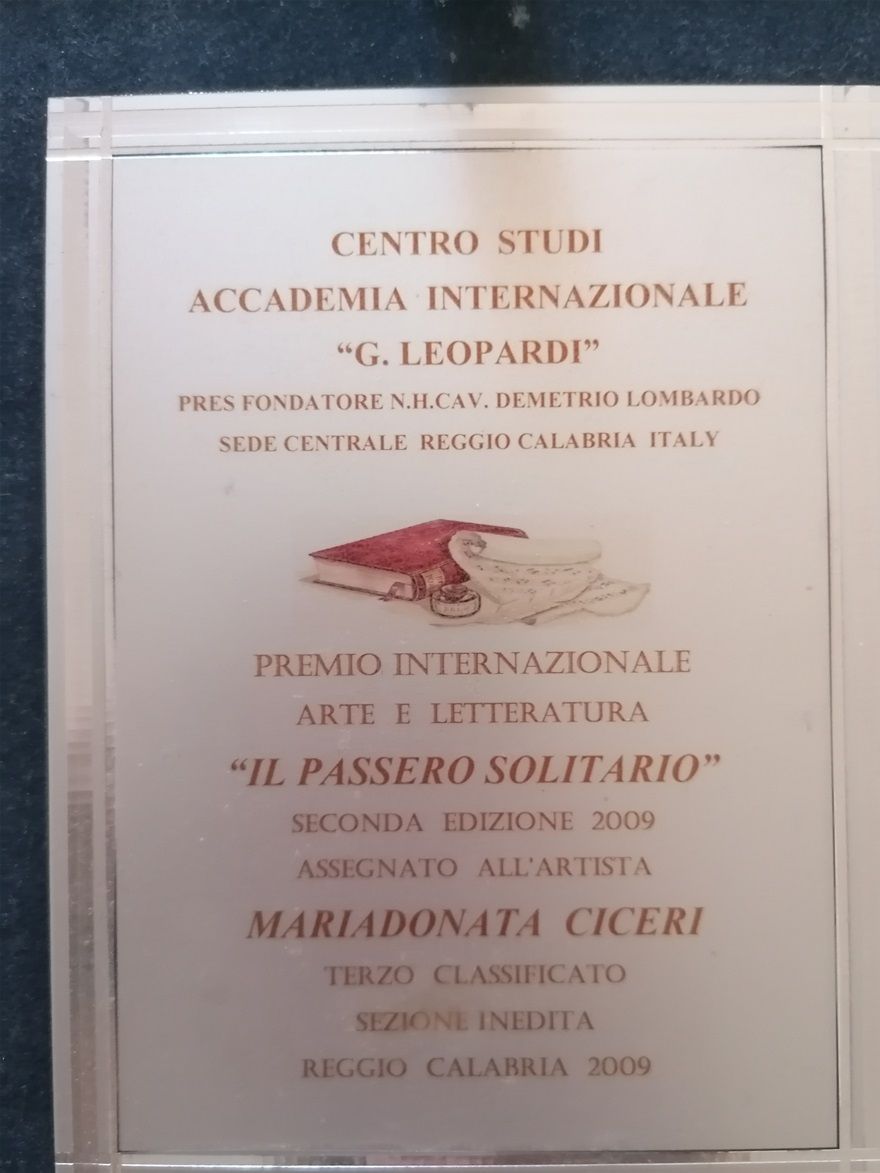 CENTRO STUDI
ACCADEMIA INTERNAZIONALE
“G. LEOPARDI”
PRES FONDATORE N.H.CAV. DEMETRIO LOMBARDO
SEDE CENTRALE REGGIO CALABRIA ITALY
PREMIO INTERNAZIONALE
ARTE E LETTERATURA
“IL PASSERO SOLITARIO”
SECONDA EDIZIONE 2009
ASSEGNATO ALL'ARTISTA
MARIADONATA CICERI
TERZO CLASSIFICATO
SEZIONE INEDITA
REGGIO CALABRIA 2009